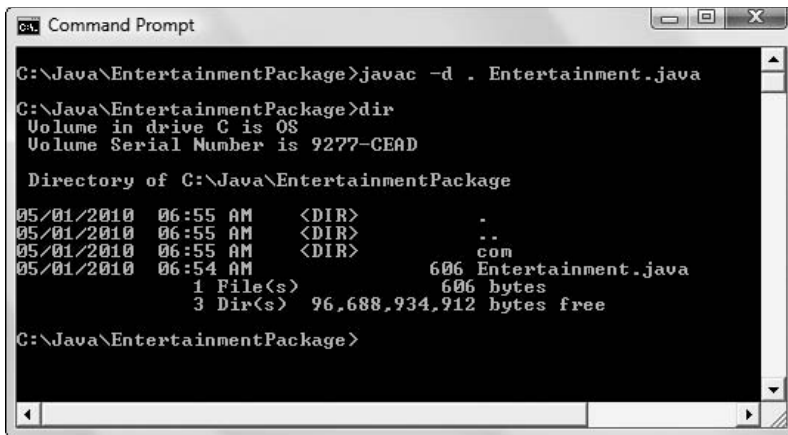 Command Prompt
C:\Java\EntertainmentPackage>javac -d . Entertainment.java
C:\Java\EntertainmentPackage>dir
Volume in drive C is OS
Volume Serial Number is 9277-CEAD
Directory of C:\Java\EntertainmentPackage
05/01/2010 06:55 AM <DIR> .
05/01/2010 06:55 AM <DIR> ..
05/01/2010 06:55 AM <DIR> com
05/01/2010 06:54 AM 606 Entertainment.java
1 File(s) 606 bytes
3 Dir(s) 96,688,934,912 bytes free
C:\Java\EntertainmentPackage>